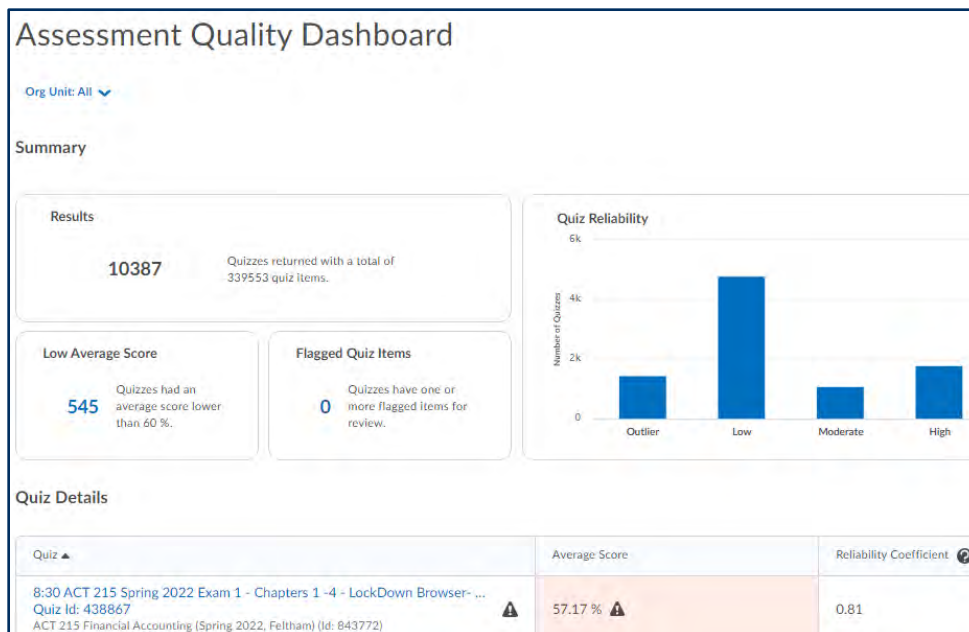 Assessment Quality Dashboard
Org Unit: All
Summary
Results
10387
Quizzes returned with a total of
339553 quiz items.
Low Average Score
545
Quizzes had an
average score lower
than 60 %.
Flagged Quiz Items
0
Quizzes have one or
more flagged items for
review.
Quiz Reliability
Number of Quizzes
6k
4k
2k
0
Outlier
Low
Moderate
High
Quiz Details
Quiz
Average Score
Reliability Coefficient
8:30 ACT 215 Spring 2022 Exam 1 - Chapters 1 -4 - LockDown Browser- ...
Quiz Id: 438867
ACT 215 Financial Accounting (Spring 2022, Feltham) (Id: 843772)
57.17 %
0.81